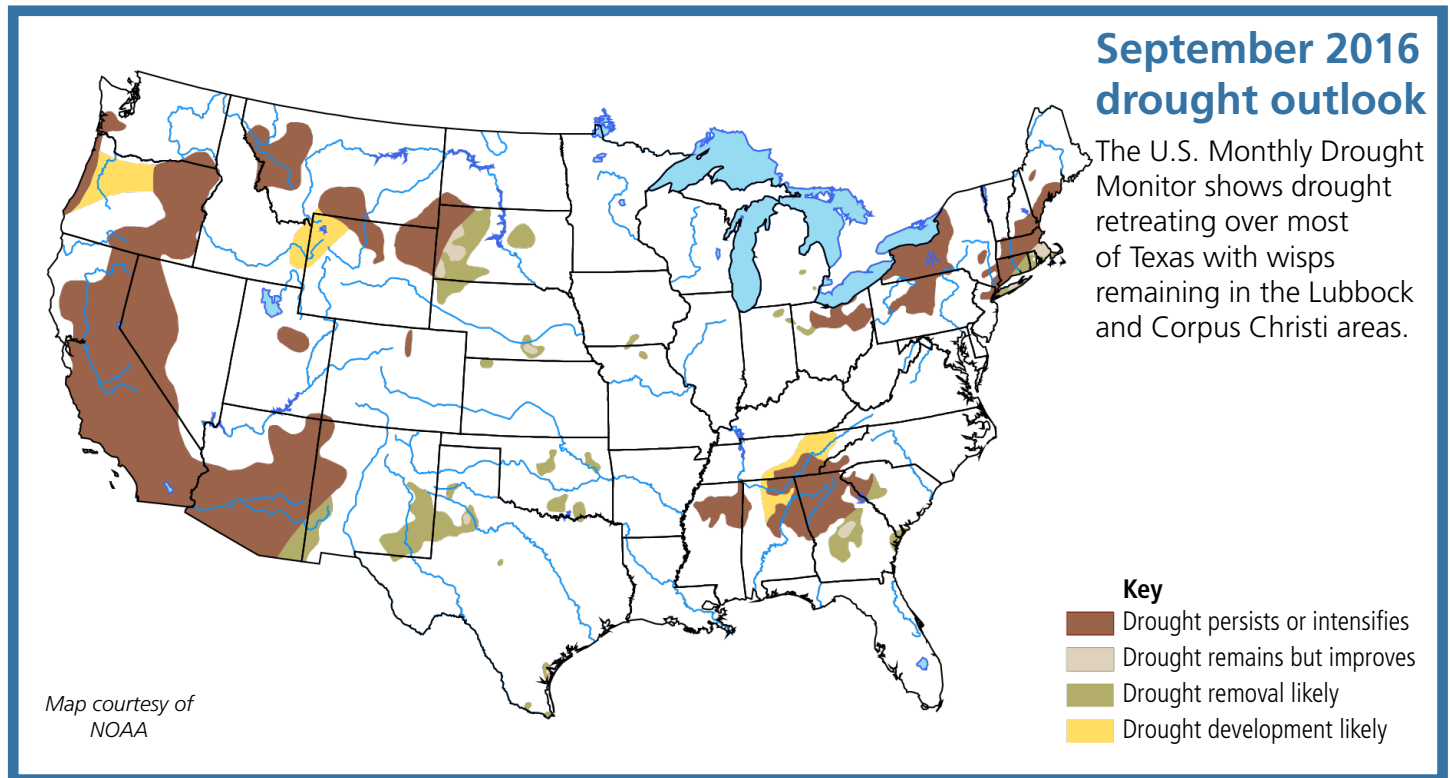 September 2016
drought outlook
The U.S. Monthly Drought
Monitor shows drought
retreating over most
of Texas with wisps
remaining in the Lubbock
and Corpus Christi areas.
Key
Drought persists or intensifies
Drought remains but improves
Drought removal likely
Drought development likely
Map courtesy of
NOAA